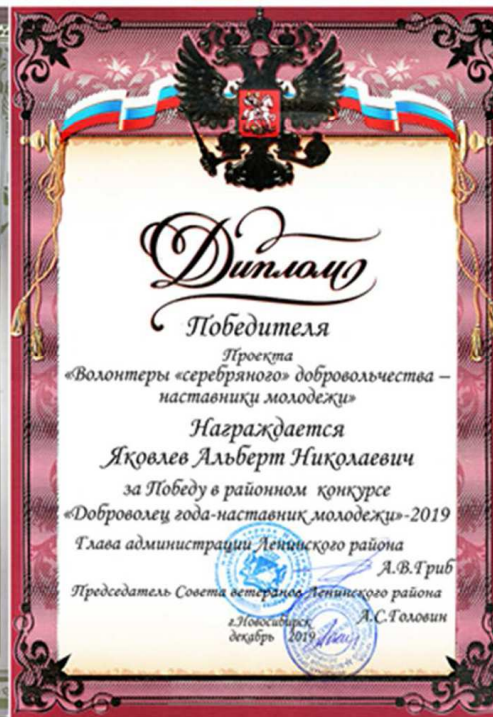 Диплом
Победителя
Проекта
«Волонтеры «серебряного» добровольчества –
наставники молодежи»
Награждается
Яковлев Альберт Николаевич
за Победу в районном конкурсе
«Доброволец года-наставник молодежи»-2019
Глава администрации Ленинского района
А.В.Гриб
Председатель Совета ветеранов Ленинского района
А.С.Головин
г.Новосибирск
декабрь 2019